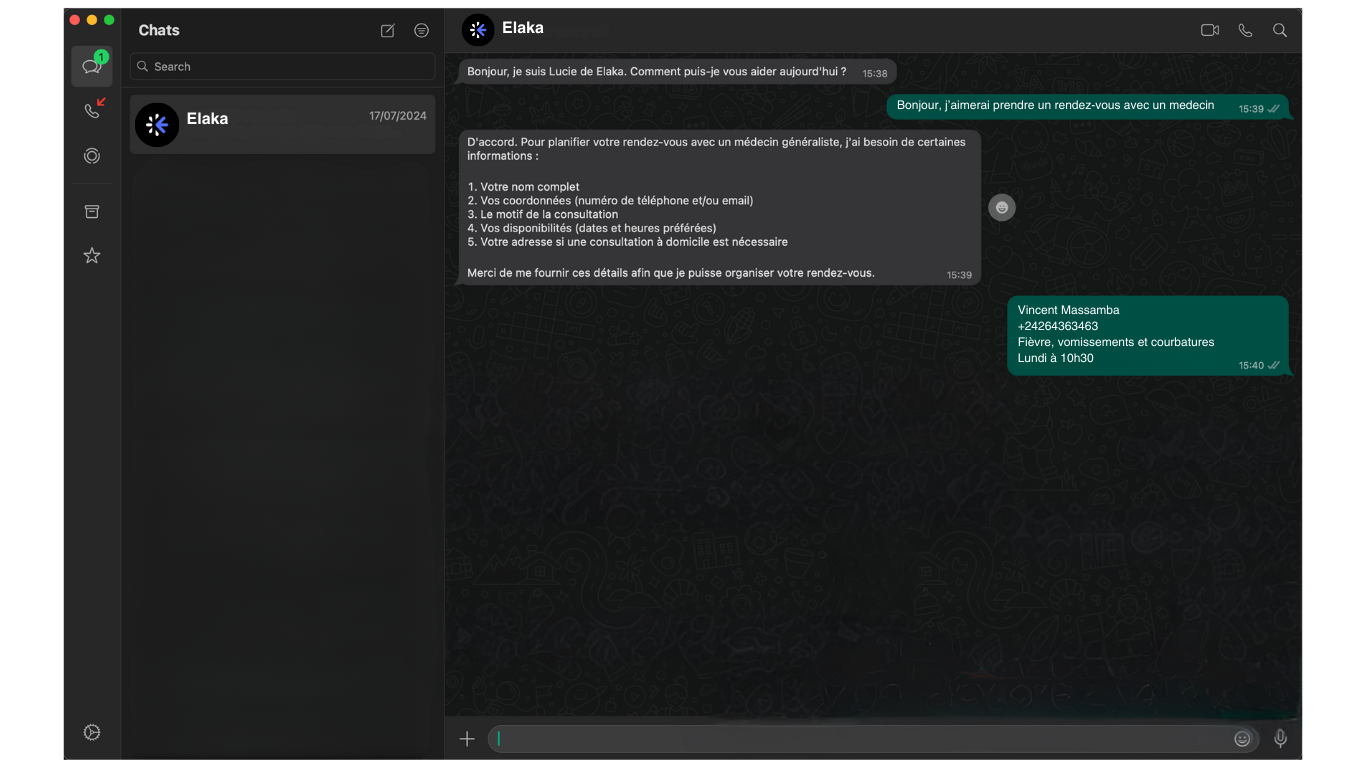 Chats
1
Search
Elaka
17/07/2024
Elaka
Bonjour, je suis Lucie de Elaka. Comment puis-je vous aider aujourd'hui ?
15:38
Bonjour, j'aimerai prendre un rendez-vous avec un medecin
15:39
D'accord. Pour planifier votre rendez-vous avec un médecin généraliste, j'ai besoin de certaines
informations :
1. Votre nom complet
2. Vos coordonnées (numéro de téléphone et/ou email)
3. Le motif de la consultation
4. Vos disponibilités (dates et heures préférées)
5. Votre adresse si une consultation à domicile est nécessaire
Merci de me fournir ces détails afin que je puisse organiser votre rendez-vous.
15:39
Vincent Massamba
+24264363463
Fièvre, vomissements et courbatures
Lundi à 10h30
15:40